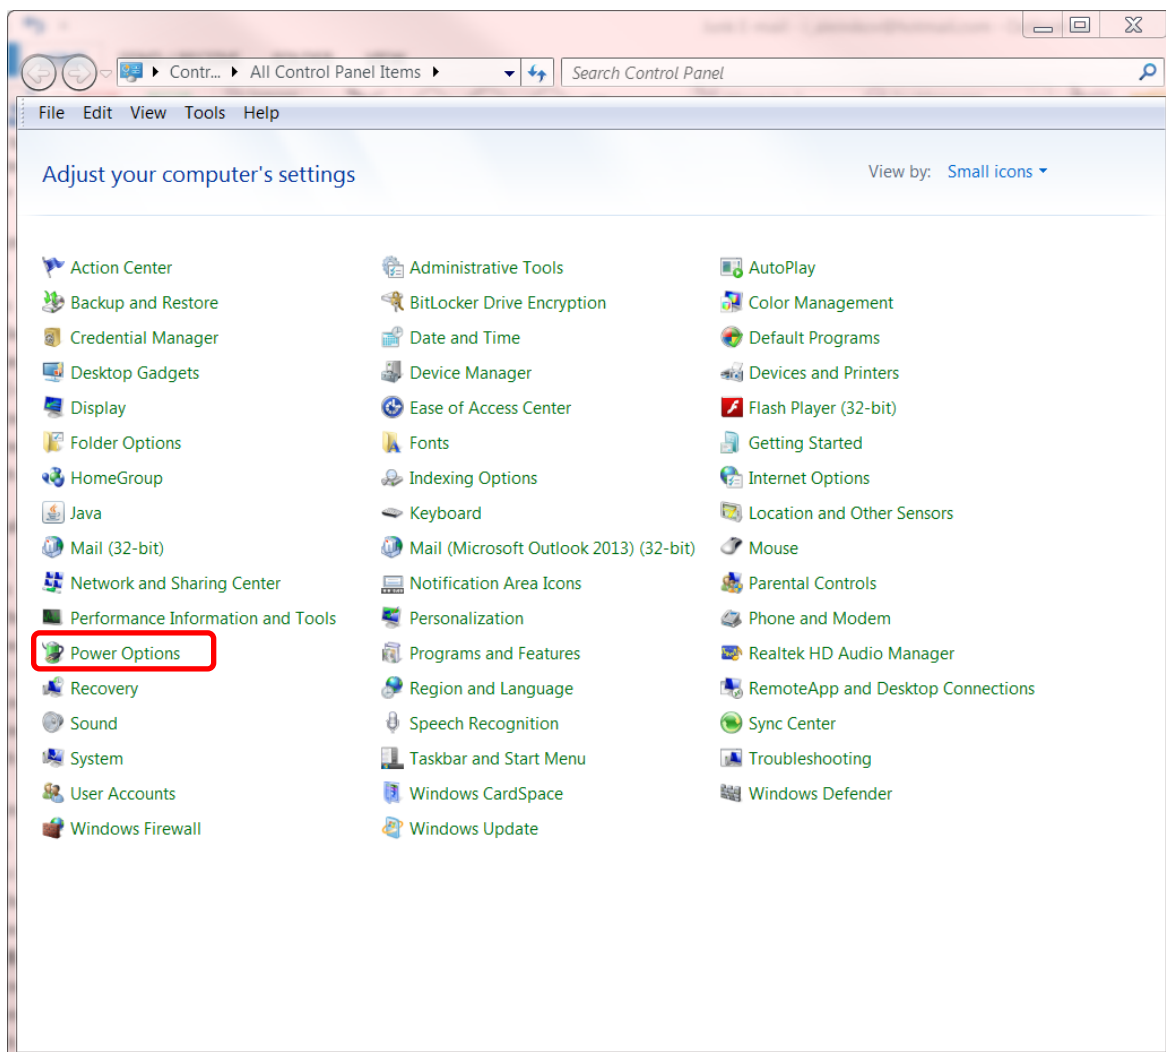 Contr... All Control Panel Items Search Control Panel
File Edit View Tools Help
Adjust your computer's settings View by: Small icons
Action Center Administrative Tools AutoPlay
Backup and Restore BitLocker Drive Encryption Color Management
Credential Manager Date and Time Default Programs
Desktop Gadgets Device Manager Devices and Printers
Display Ease of Access Center Flash Player (32-bit)
Folder Options Fonts Getting Started
HomeGroup Indexing Options Internet Options
Java Keyboard Location and Other Sensors
Mail (32-bit) Mail (Microsoft Outlook 2013) (32-bit) Mouse
Network and Sharing Center Notification Area Icons Parental Controls
Performance Information and Tools Personalization Phone and Modem
Power Options Programs and Features Realtek HD Audio Manager
Recovery Region and Language RemoteApp and Desktop Connections
Sound Speech Recognition Sync Center
System Taskbar and Start Menu Troubleshooting
User Accounts Windows CardSpace Windows Defender
Windows Firewall Windows Update